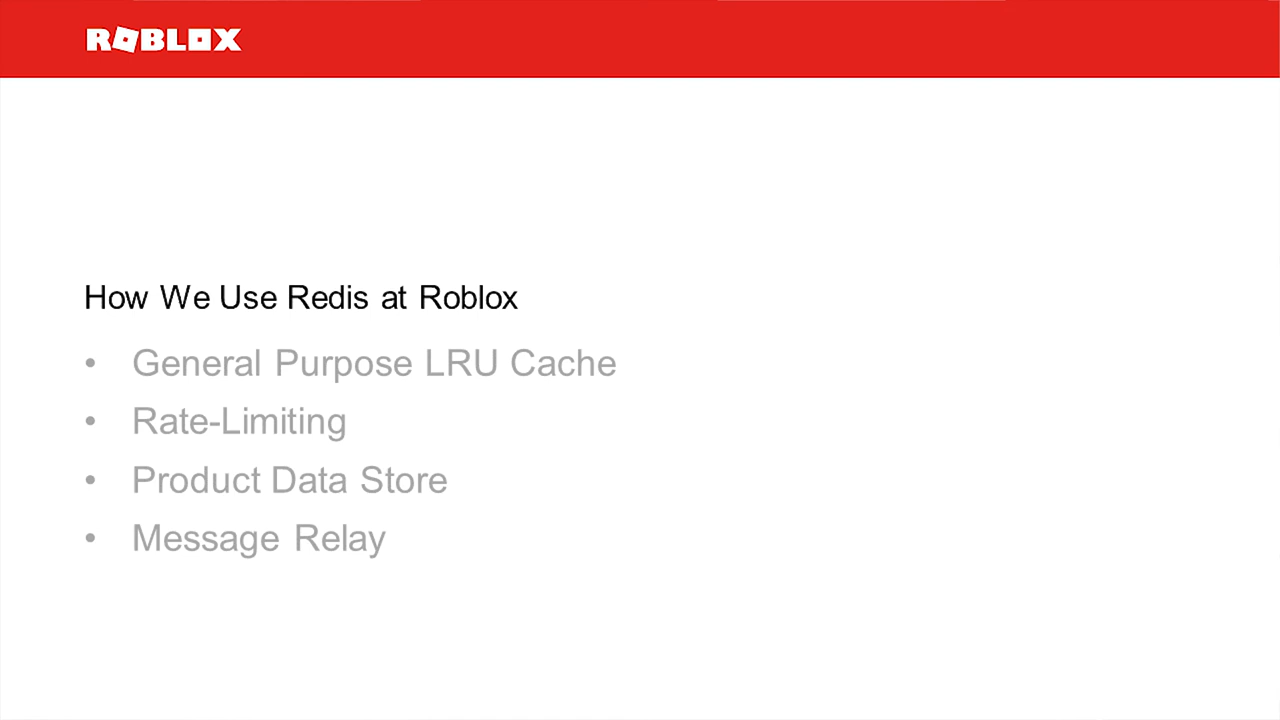 ROBLOX
How We Use Redis at Roblox
• General Purpose LRU Cache
• Rate-Limiting
• Product Data Store
• Message Relay